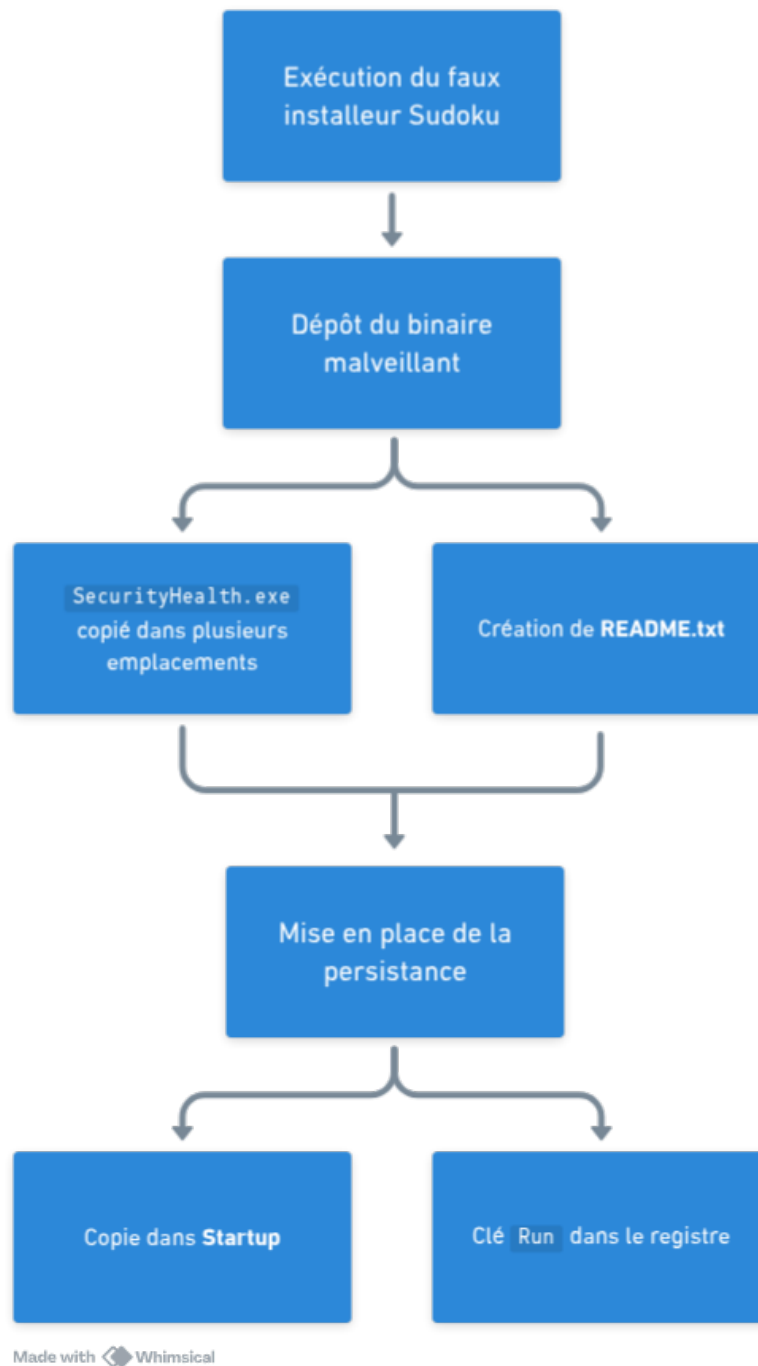 Exécution du faux
installeur Sudoku
Dépôt du binaire
malveillant
SecurityHealth.exe
copié dans plusieurs
emplacements
Création de README.txt
Mise en place de la
persistance
Copie dans Startup
Clé Run dans le registre
Made with Whimsical